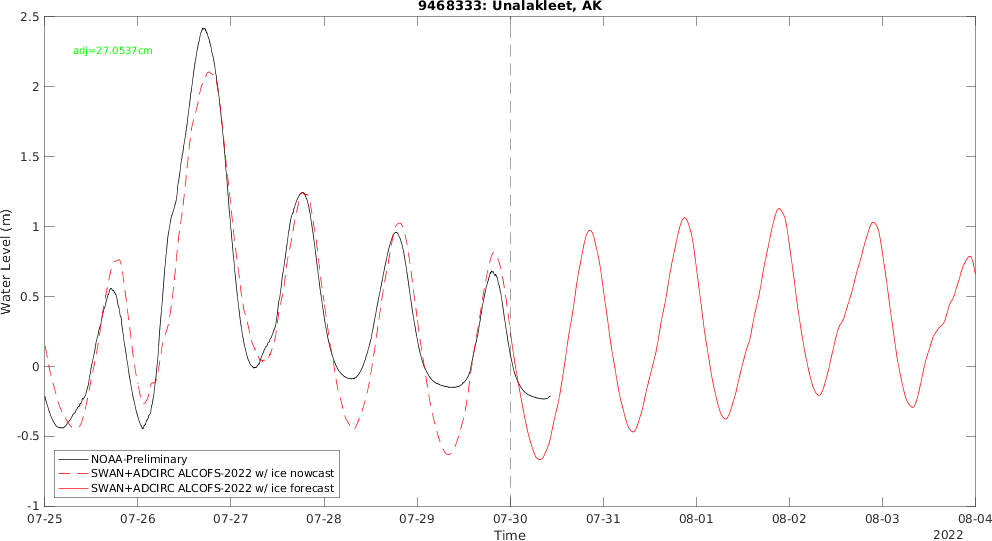 9468333: Unalakleet, AK
2.5
adj=27.0537cm
2
1.5
1
0.5
0
-0.5
-1
Water Level (m)
NOAA-Preliminary
SWAN+ADCIRC ALCOFS-2022 w/ ice nowcast
SWAN+ADCIRC ALCOFS-2022 w/ ice forecast
07-25 07-26 07-27 07-28 07-29 07-30 07-31 08-01 08-02 08-03 08-04
Time
2022